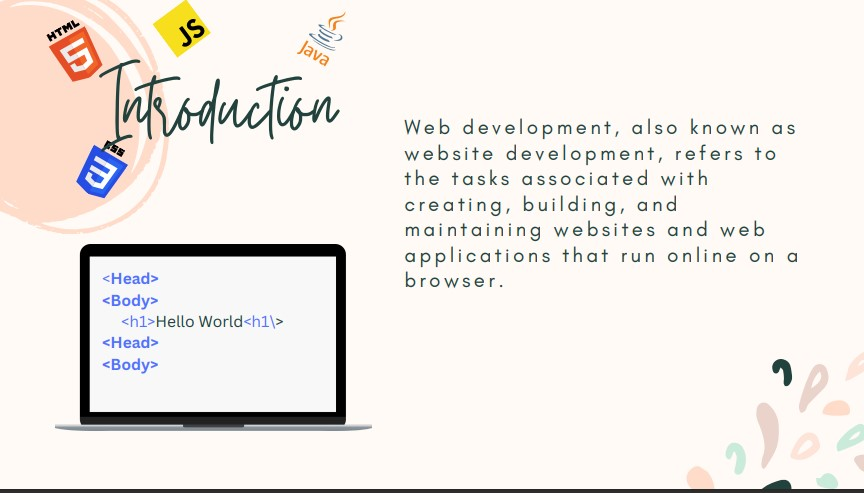 HTML
5
JS
Java
Introduction
CSS
3
Web development, also known as
website development, refers to
the tasks associated with
creating, building, and
maintaining websites and web
applications that run online on a
browser.
<Head>
<Body>
<h1>Hello World<h1\>
<Head>
<Body>